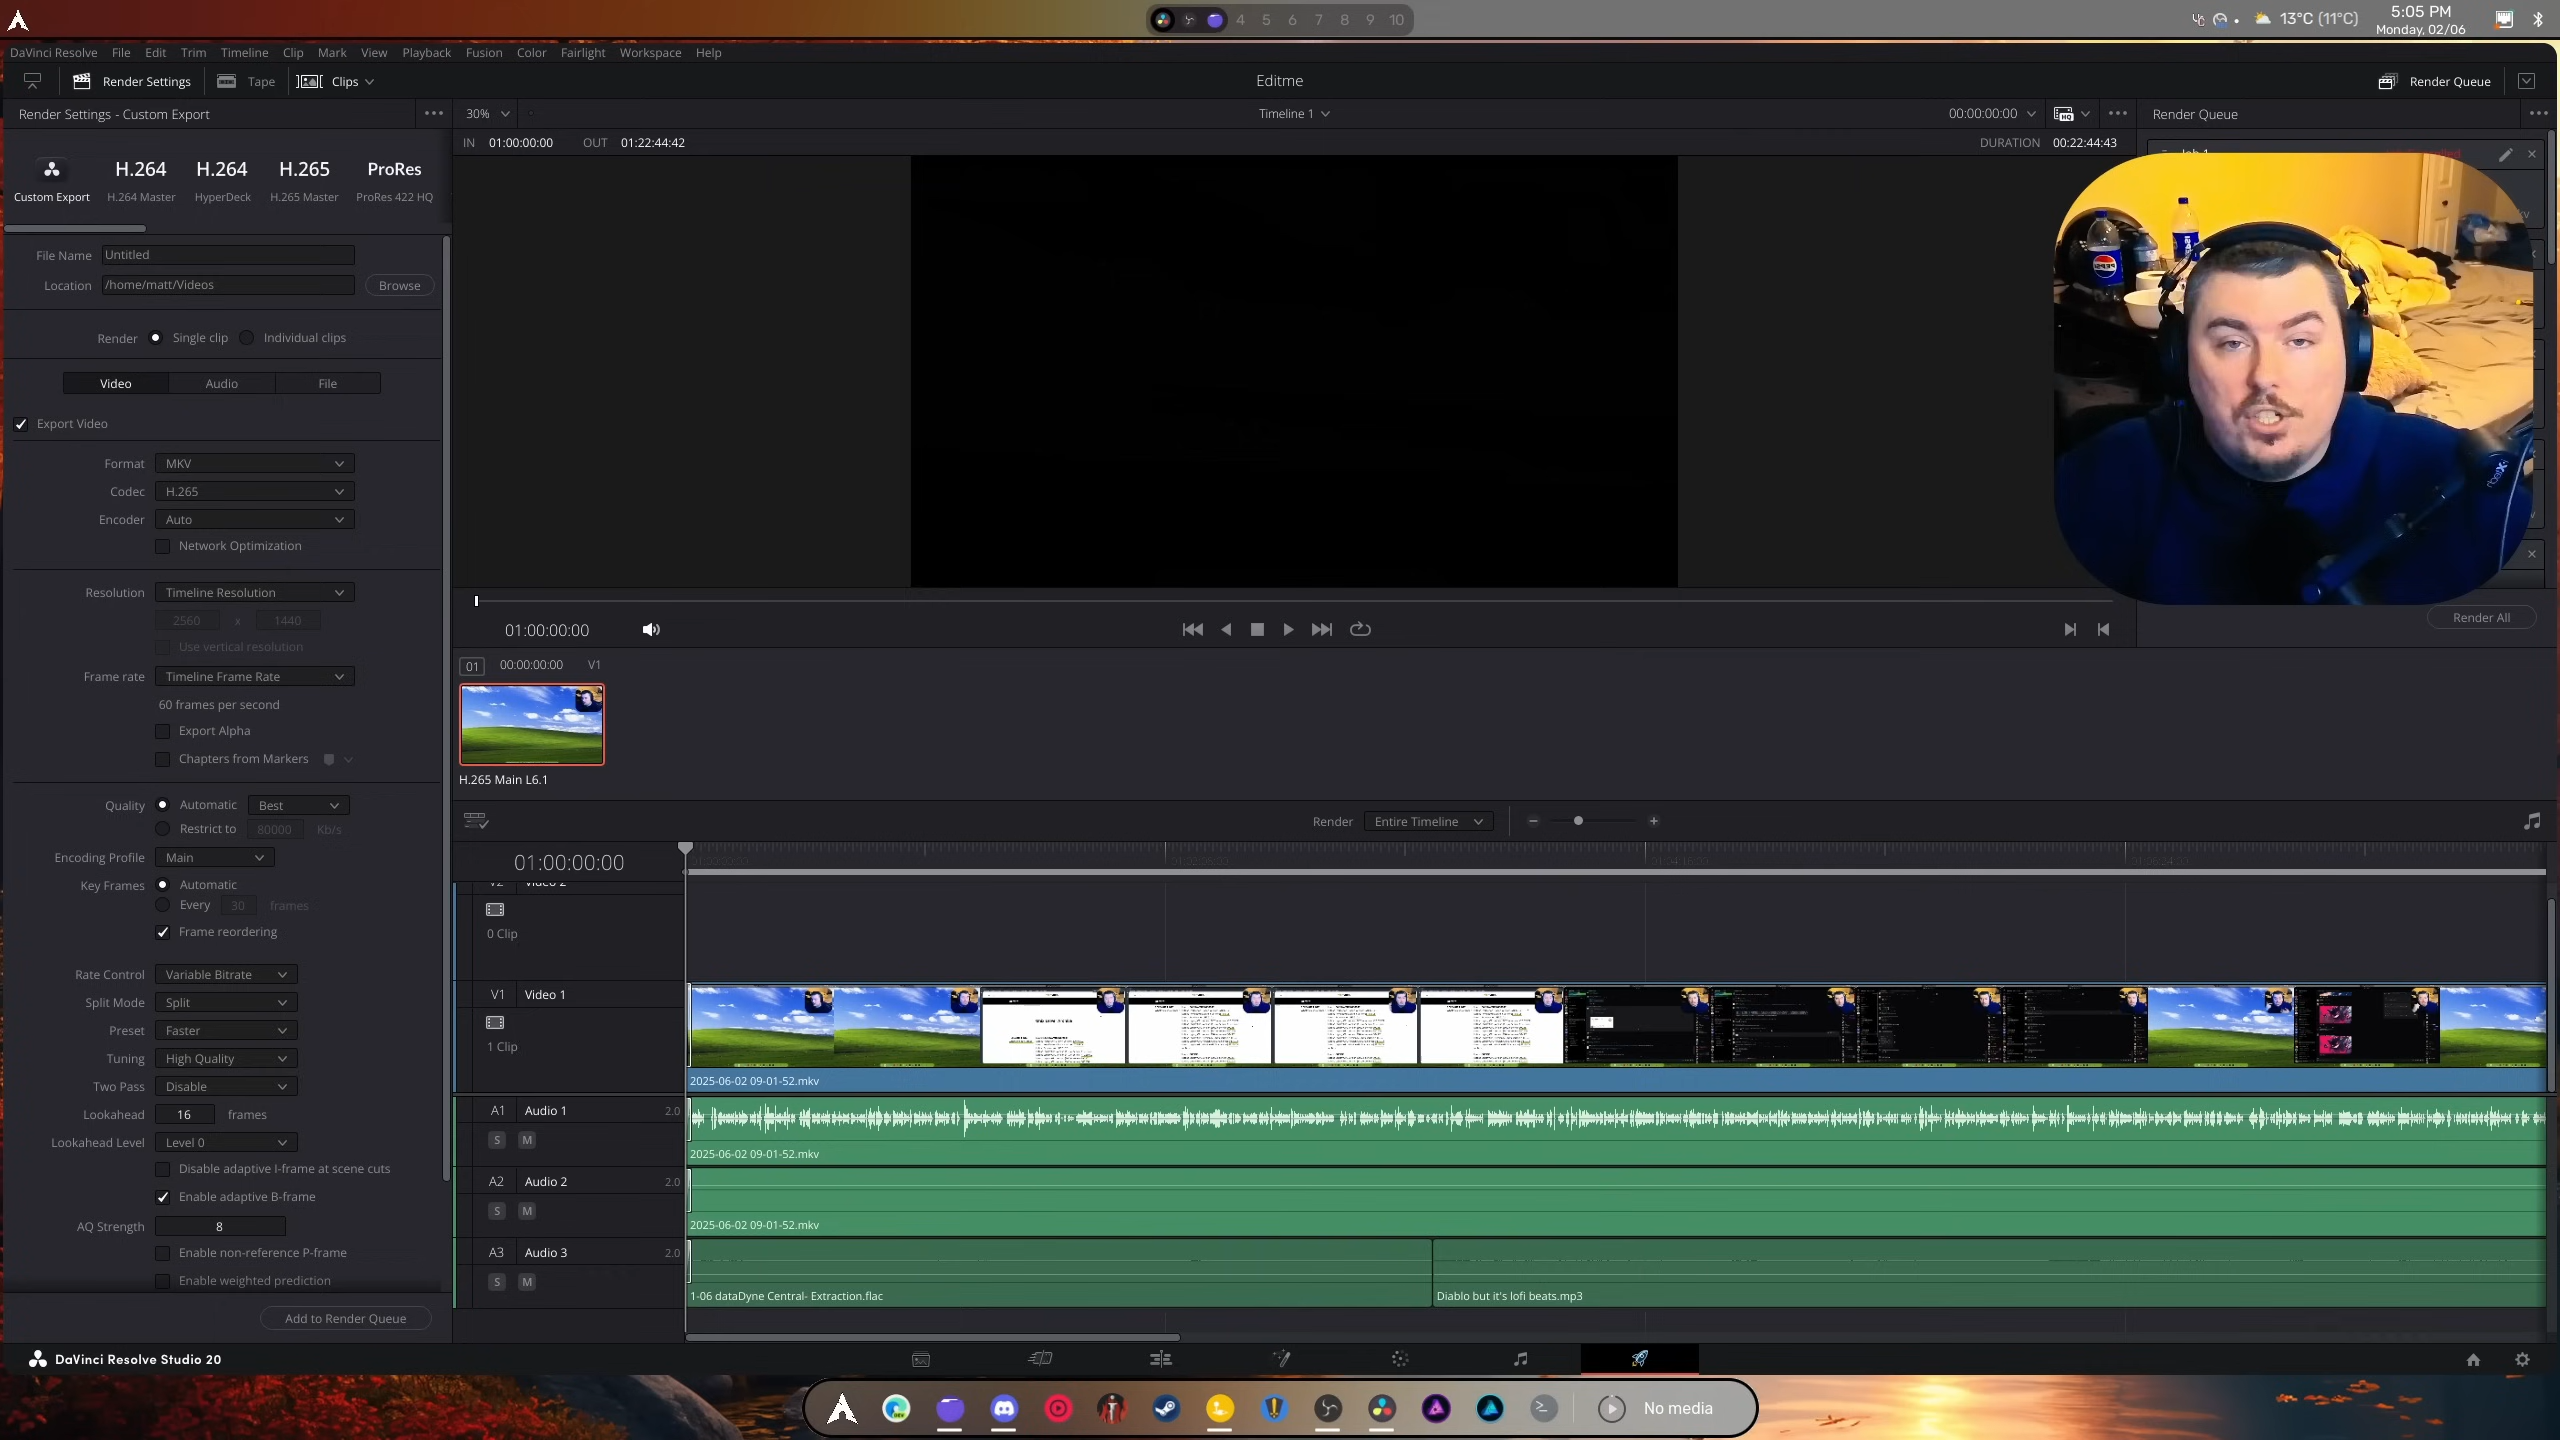 4 5 6 7 8 9 10
13°C (11°C)
5:05 PM
Monday, 02/06
DaVinci Resolve File Edit Trim Timeline Clip Mark View Playback Fusion Color Fairlight Workspace Help
Render Settings Tape Clips
Editme
Render Queue
Render Settings - Custom Export
30%
Timeline 1
00:00:00:00
Render Queue
IN 01:00:00:00 OUT 01:22:44:42
DURATION 00:22:44:43
H.264 H.264 H.265 ProRes
Custom Export H.264 Master HyperDeck H.265 Master ProRes 422 HQ
File Name Untitled
Location /home/matt/Videos Browse
Render Single clip Individual clips
Video Audio File
Export Video
Format MKV
Codec H.265
Encoder Auto
Network Optimization
Resolution Timeline Resolution
2560 x 1440
Use vertical resolution
Frame rate Timeline Frame Rate
60 frames per second
Export Alpha
Chapters from Markers
Quality Automatic Best
Restrict to 80000 Kb/s
Encoding Profile Main
Key Frames Automatic
Every 30 frames
Frame reordering
Rate Control Variable Bitrate
Split Mode Split
Preset Faster
Tuning High Quality
Two Pass Disable
Lookahead 16 frames
Lookahead Level Level 0
Disable adaptive I-frame at scene cuts
Enable adaptive B-frame
AQ Strength 8
Enable non-reference P-frame
Enable weighted prediction
Add to Render Queue
01:00:00:00
Render All
01 00:00:00:00 V1
H.265 Main L6.1
Render Entire Timeline
01:00:00:00
V2 Video 2
0 Clip
V1 Video 1
1 Clip
2025-06-02 09-01-52.mkv
A1 Audio 1 2.0
S M
2025-06-02 09-01-52.mkv
A2 Audio 2 2.0
S M
2025-06-02 09-01-52.mkv
A3 Audio 3 2.0
S M
1-06 dataDyne Central- Extraction.flac
Diablo but it's lofi beats.mp3
DaVinci Resolve Studio 20
No media